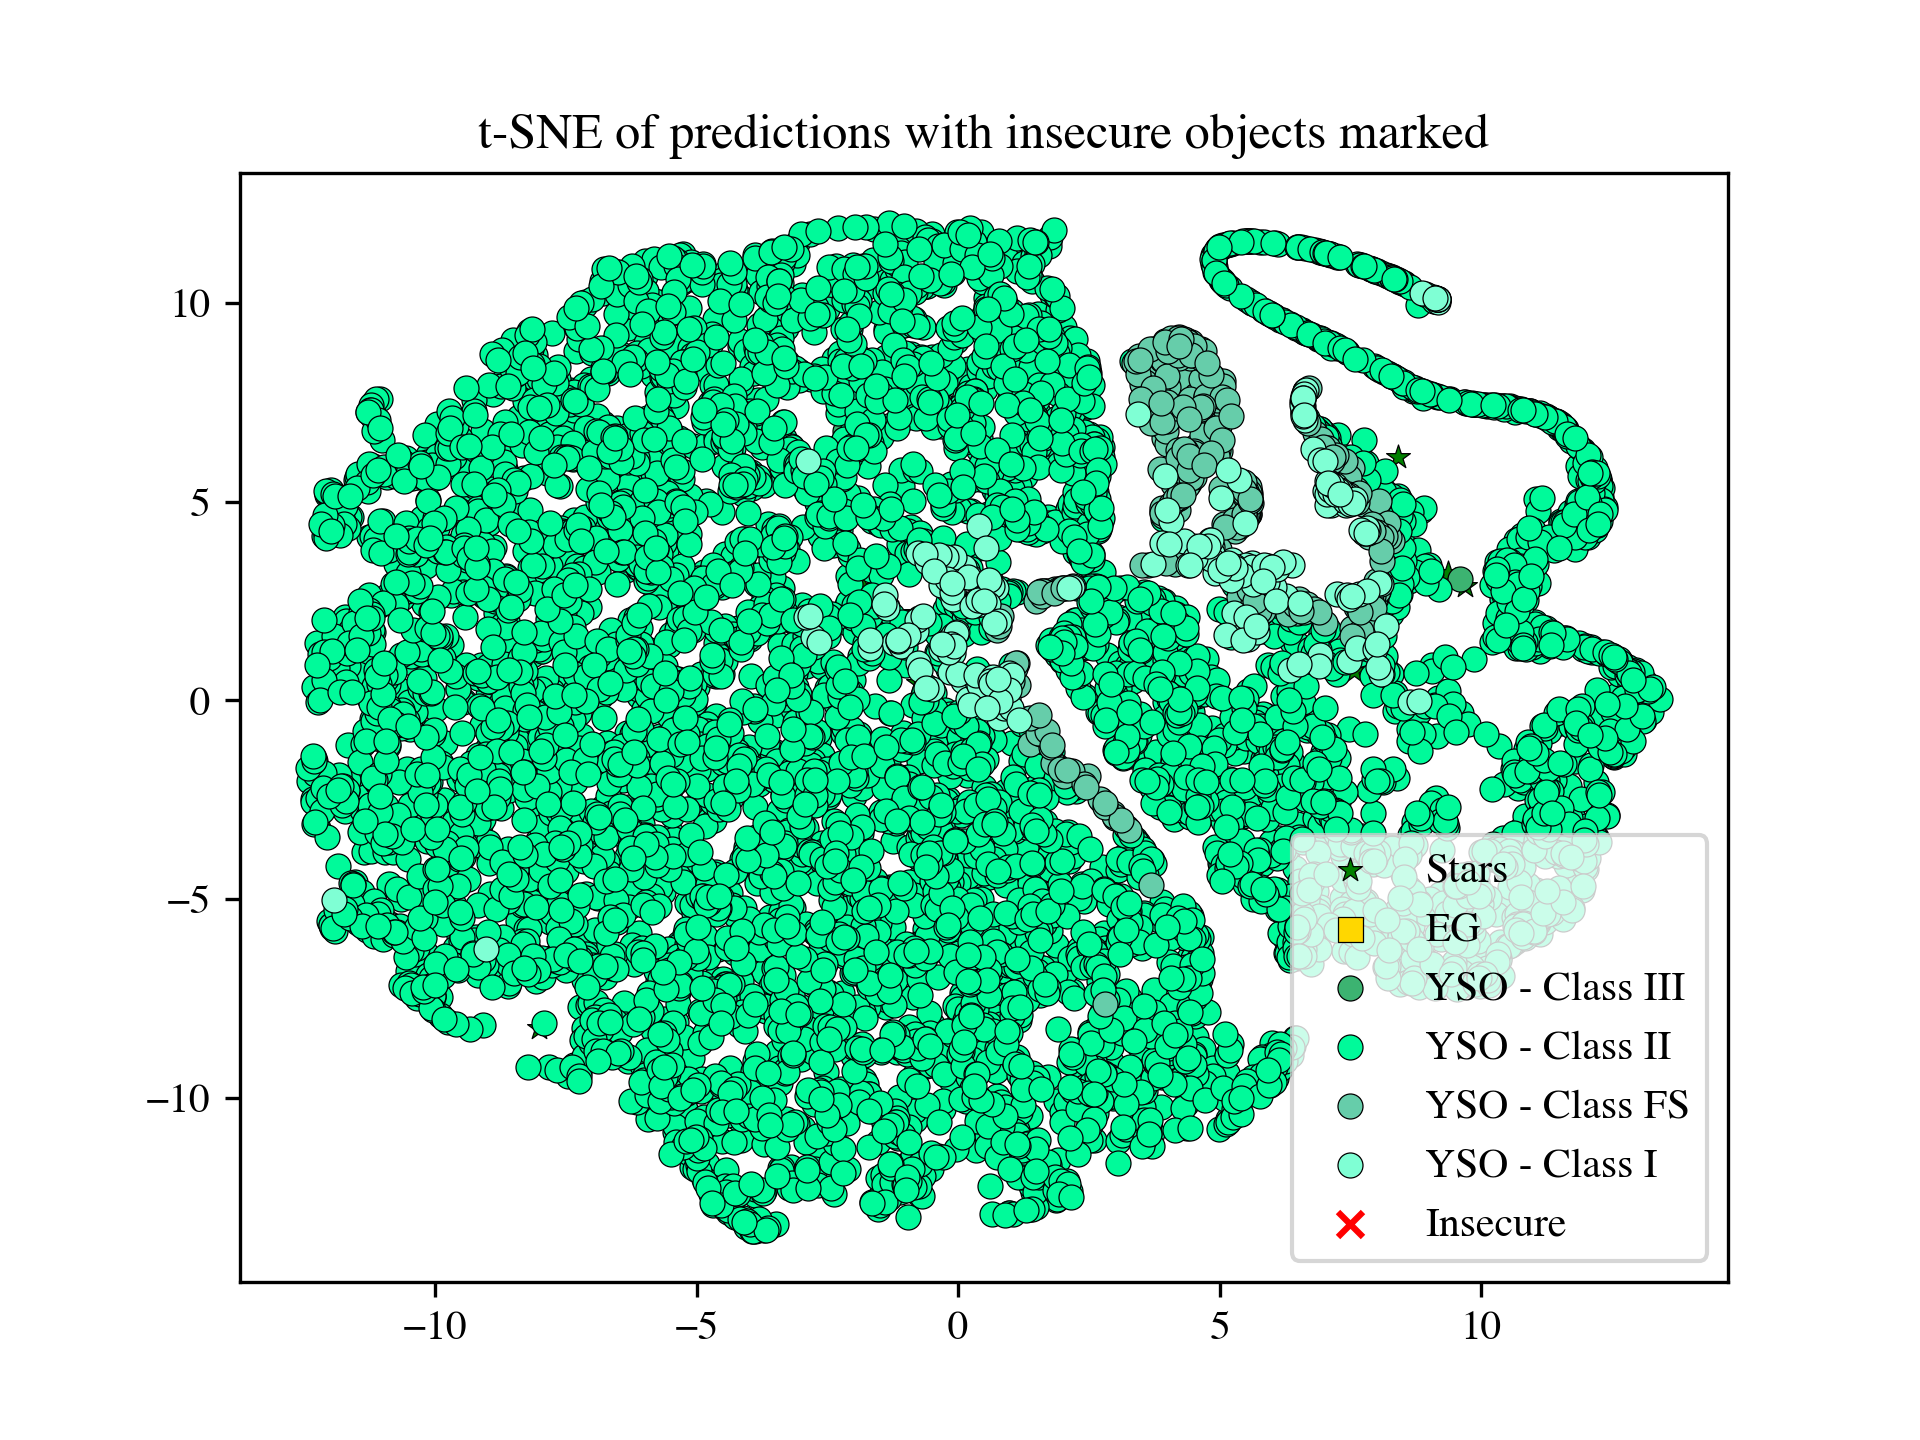 t-SNE of predictions with insecure objects marked
10
5
0
−5
−10
−10
−5
0
5
10
Stars
EG
YSO - Class III
YSO - Class II
YSO - Class FS
YSO - Class I
Insecure